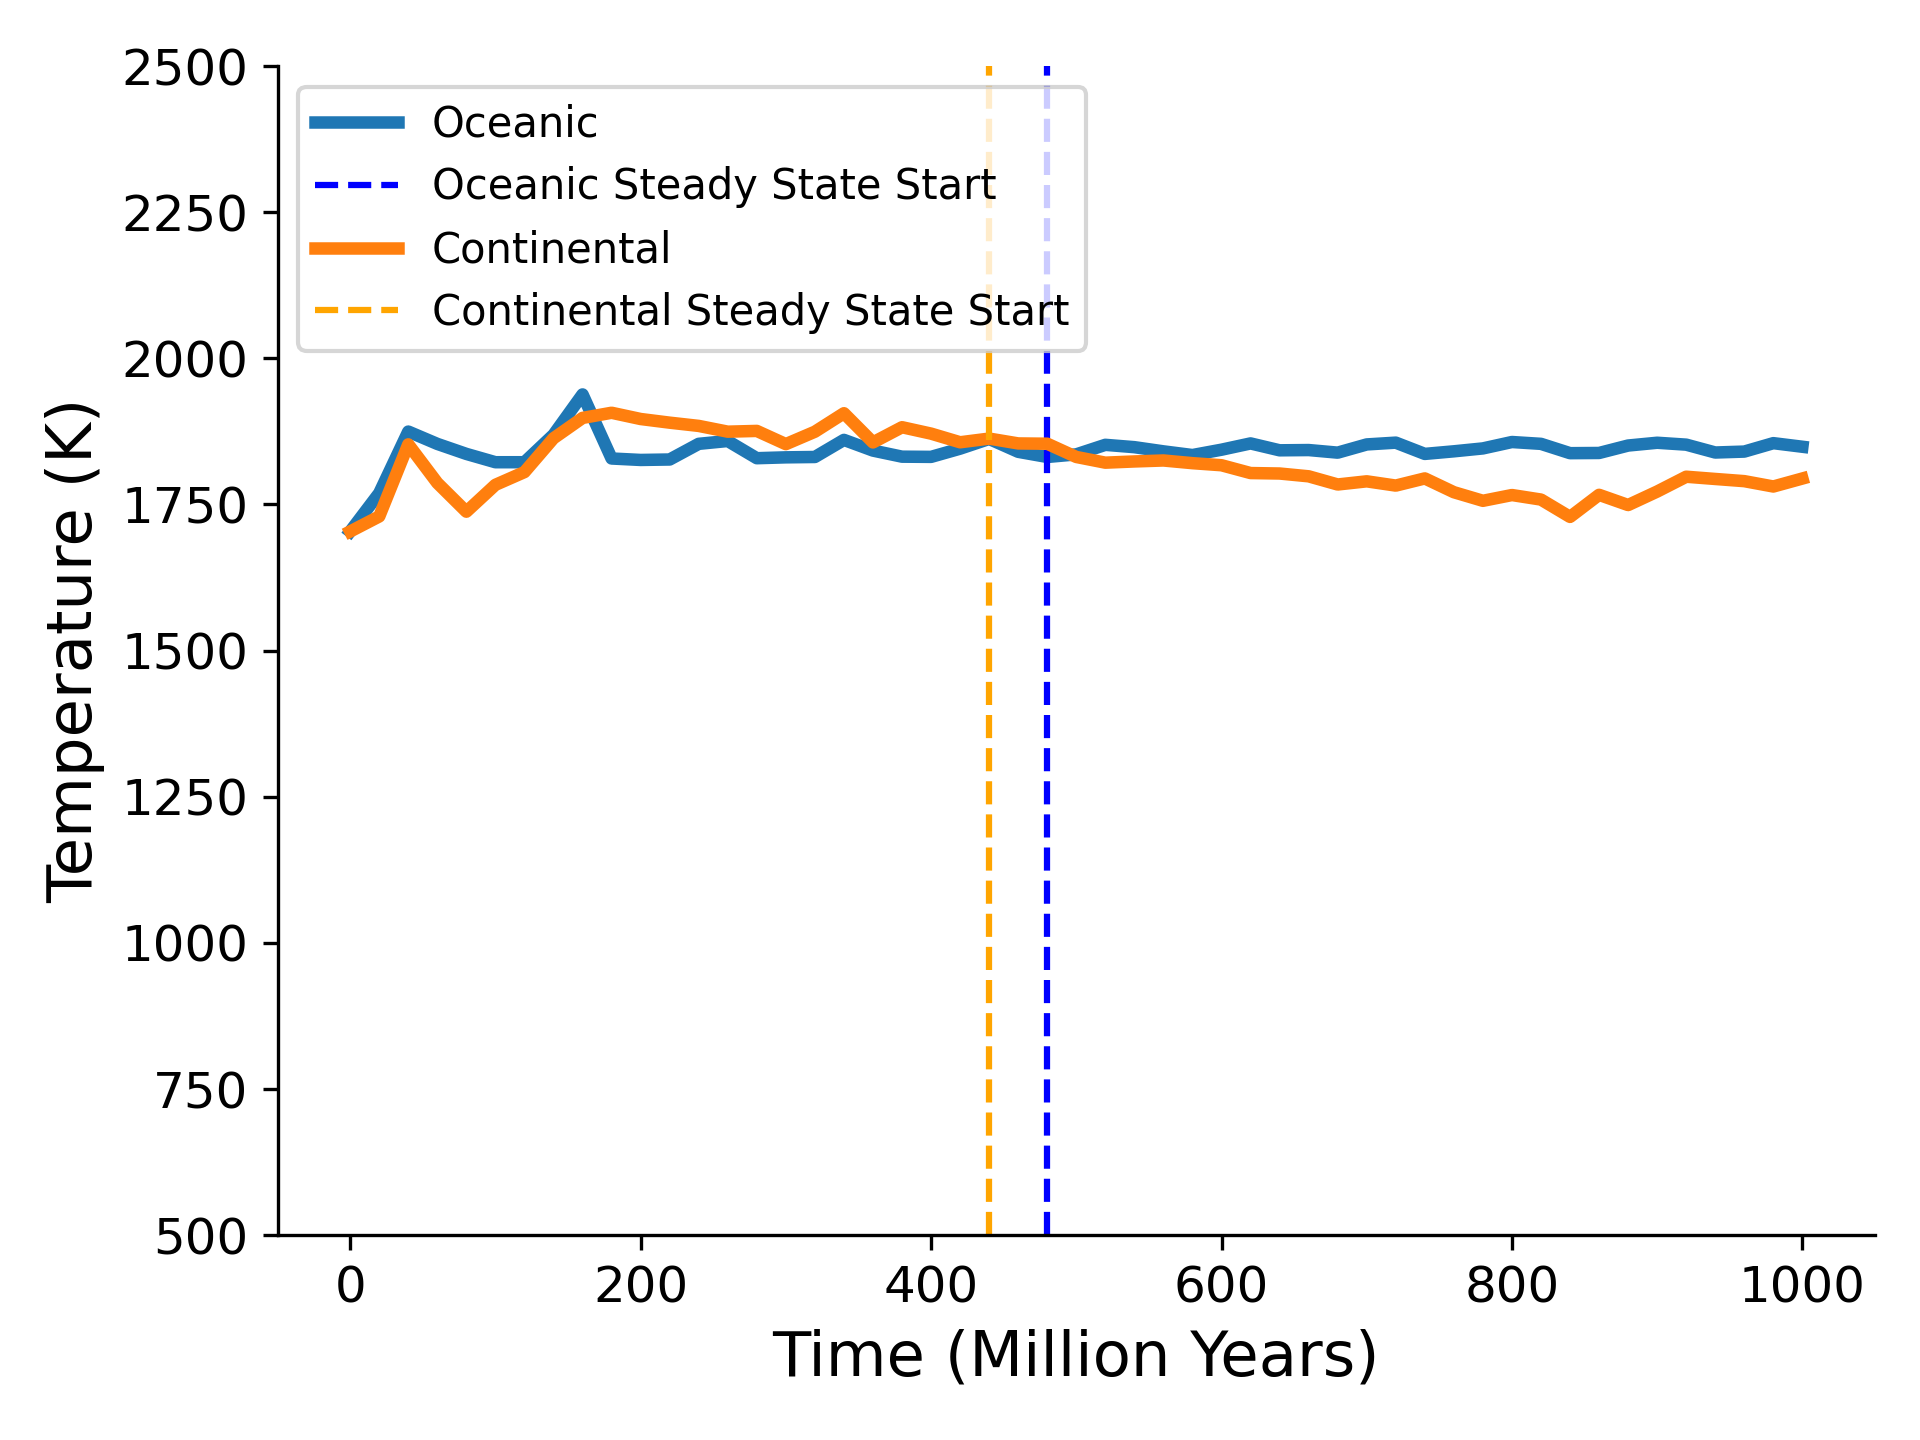 2500
2250
2000
1750
1500
1250
1000
750
500
Temperature (K)
Oceanic
Oceanic Steady State Start
Continental
Continental Steady State Start
0 200 400 600 800 1000
Time (Million Years)